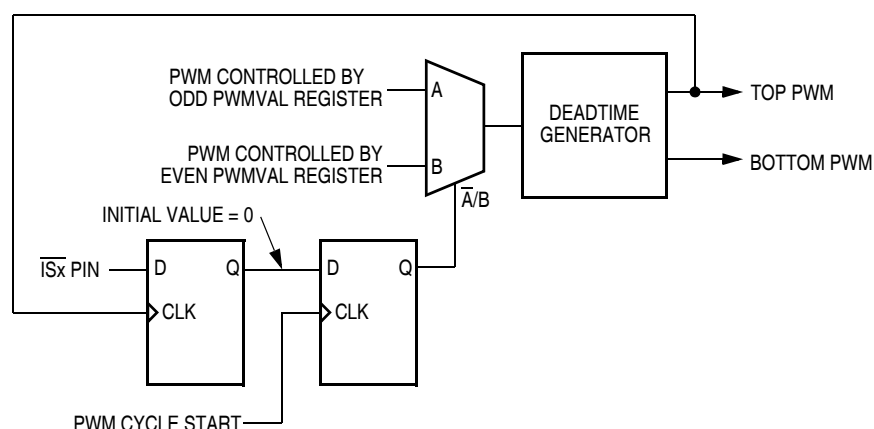 PWM CONTROLLED BY
ODD PWMVAL REGISTER
A
DEADTIME
GENERATOR
TOP PWM
PWM CONTROLLED BY
EVEN PWMVAL REGISTER
B
BOTTOM PWM
A̅/B
INITIAL VALUE = 0
I̅S̅x̅ PIN
D
Q
D
Q
CLK
CLK
PWM CYCLE START